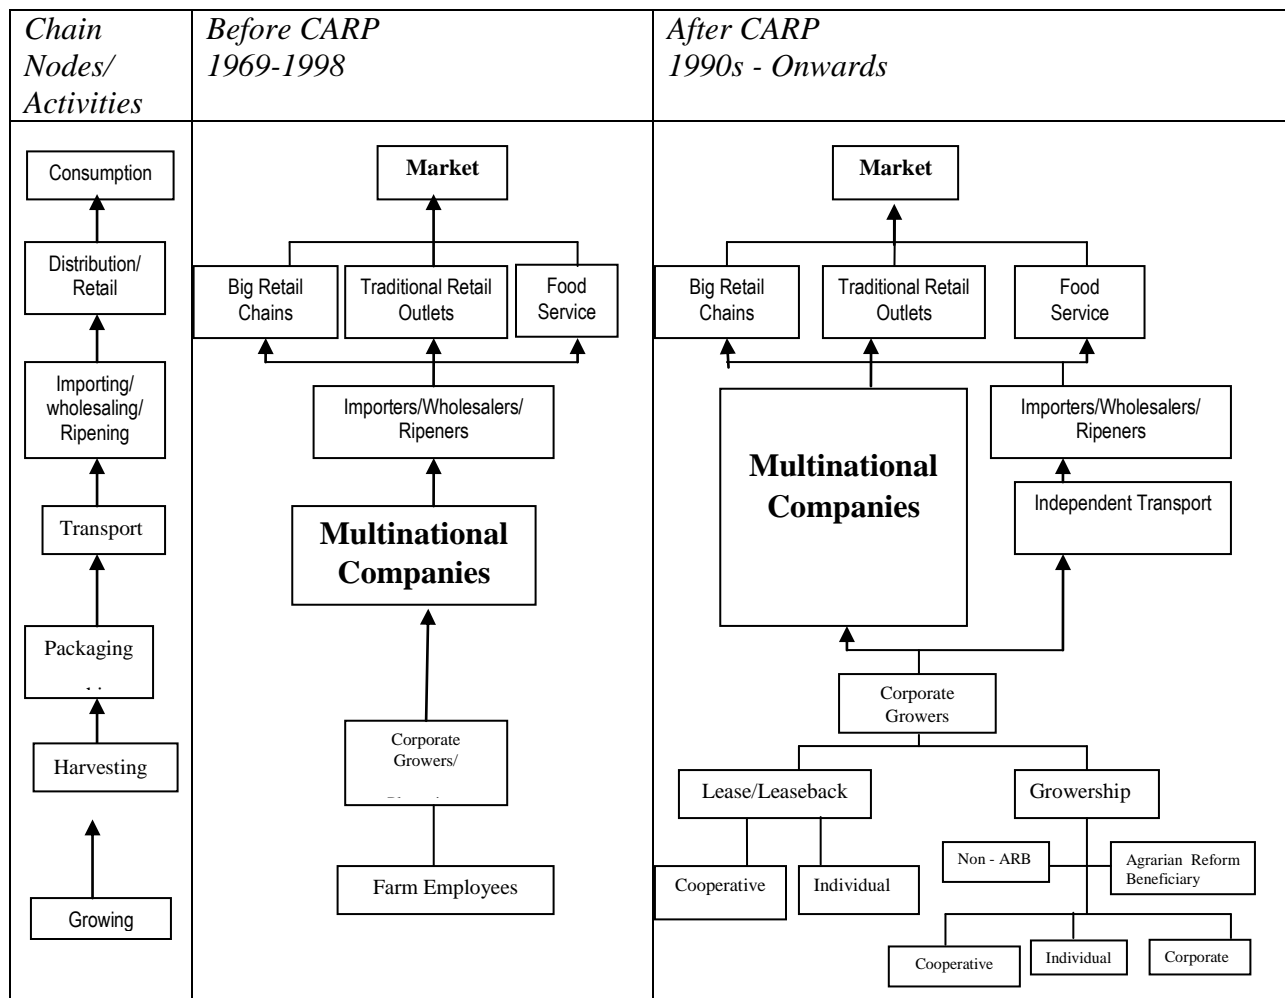 Chain
Nodes/
Activities
Before CARP
1969-1998
After CARP
1990s - Onwards
Consumption
Distribution/
Retail
Importing/
wholesaling/
Ripening
Transport
Packaging
Harvesting
Growing
Market
Big Retail
Chains
Traditional Retail
Outlets
Food
Service
Importers/Wholesalers/
Ripeners
Multinational
Companies
Corporate
Growers/
Farm Employees
Market
Big Retail
Chains
Traditional Retail
Outlets
Food
Service
Multinational
Companies
Importers/Wholesalers/
Ripeners
Independent Transport
Corporate
Growers
Lease/Leaseback
Growership
Cooperative
Individual
Non - ARB
Agrarian Reform
Beneficiary
Cooperative
Individual
Corporate